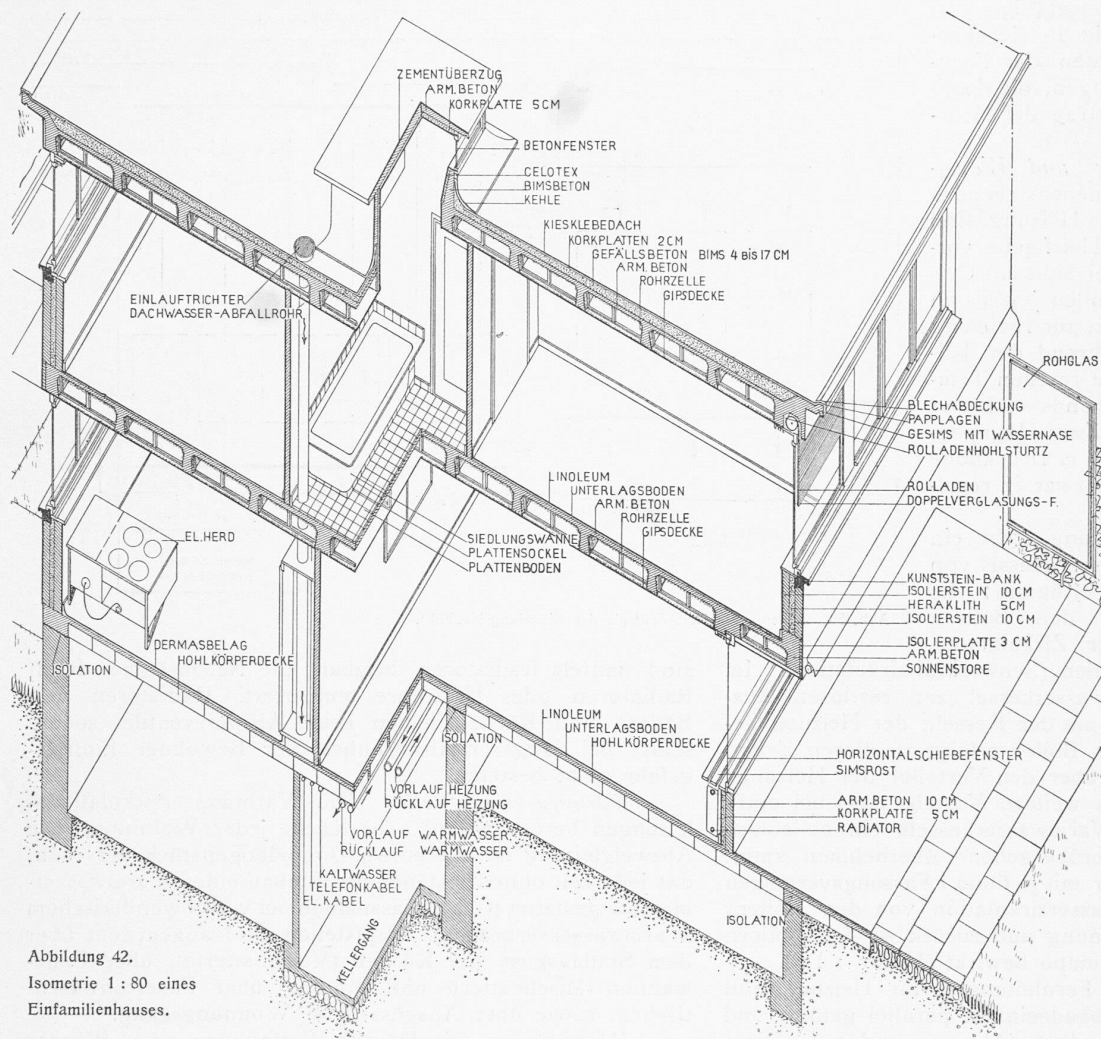 ZEMENTÜBERZUG
ARM. BETON
KORKPLATTE 5CM
BETONFENSTER
CELOTEX
BIMSBETON
KEHLE
KIESKLEBEDACH
KORKPLATTEN 2CM
GEFÄLLSBETON BIMS 4 BIS 17 CM
ARM. BETON
ROHRZELLE
GIPSDECKE
EINLAUFTRICHTER
DACHWASSER-ABFALLROHR
ROHGLAS
BLECHABDECKUNG
PAPPLAGEN
GESIMS MIT WASSERNASE
ROLLADENHOHLSTURTZ
ROLLADEN
DOPPELVERGLASUNGS-F.
LINOLEUM
UNTERLAGSBODEN
ARM. BETON
ROHRZELLE
GIPSDECKE
SIEDLUNGSWANNE
PLATTENSOCKEL
PLATTENBODEN
EL. HERD
KUNSTSTEIN-BANK
ISOLIERSTEIN 10 CM
HERAKLITH 5CM
ISOLIERSTEIN 10 CM
ISOLIERPLATTE 3 CM
ARM. BETON
SONNENSTORE
DERMASBELAG
HOHLKÖRPERDECKE
ISOLATION
ISOLATION
LINOLEUM
UNTERLAGSBODEN
HOHLKÖRPERDECKE
HORIZONTALSCHIEBEFENSTER
SIMSROST
ARM. BETON 10 CM
KORKPLATTE 5 CM
RADIATOR
VORLAUF HEIZUNG
RÜCKLAUF HEIZUNG
VORLAUF WARMWASSER
RÜCKLAUF WARMWASSER
KALTWASSER
TELEFONKABEL
EL. KABEL
KELLERGANG
ISOLATION
Abbildung 42.
Isometrie 1 : 80 eines
Einfamilienhauses.